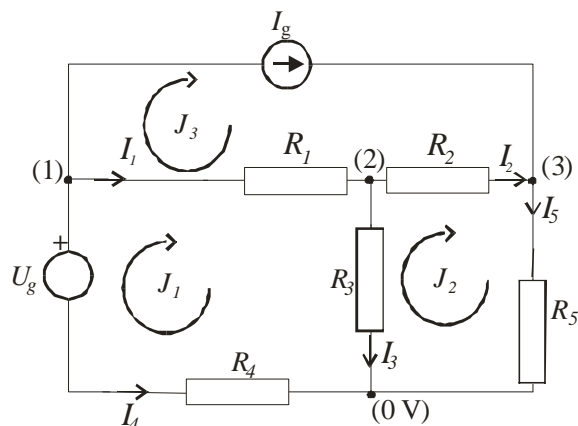 I_g
J_3
(1) I_1 R_1 (2) R_2 I_2 (3)
I_5
+
U_g J_1 R_3 J_2 R_5
I_3
R_4
I_4 (0 V)